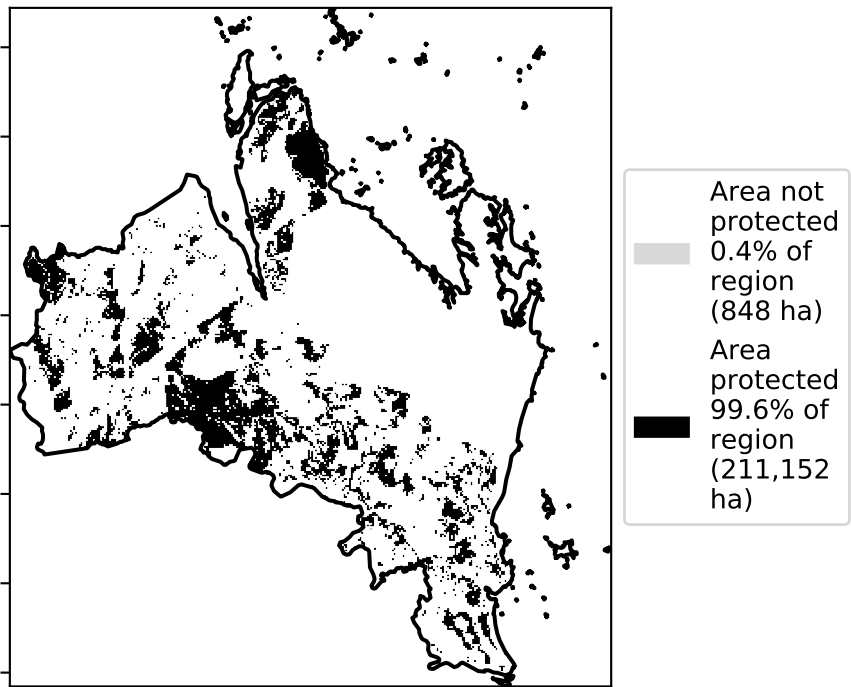 Area not
protected
0.4% of
region
(848 ha)
Area
protected
99.6% of
region
(211,152
ha)